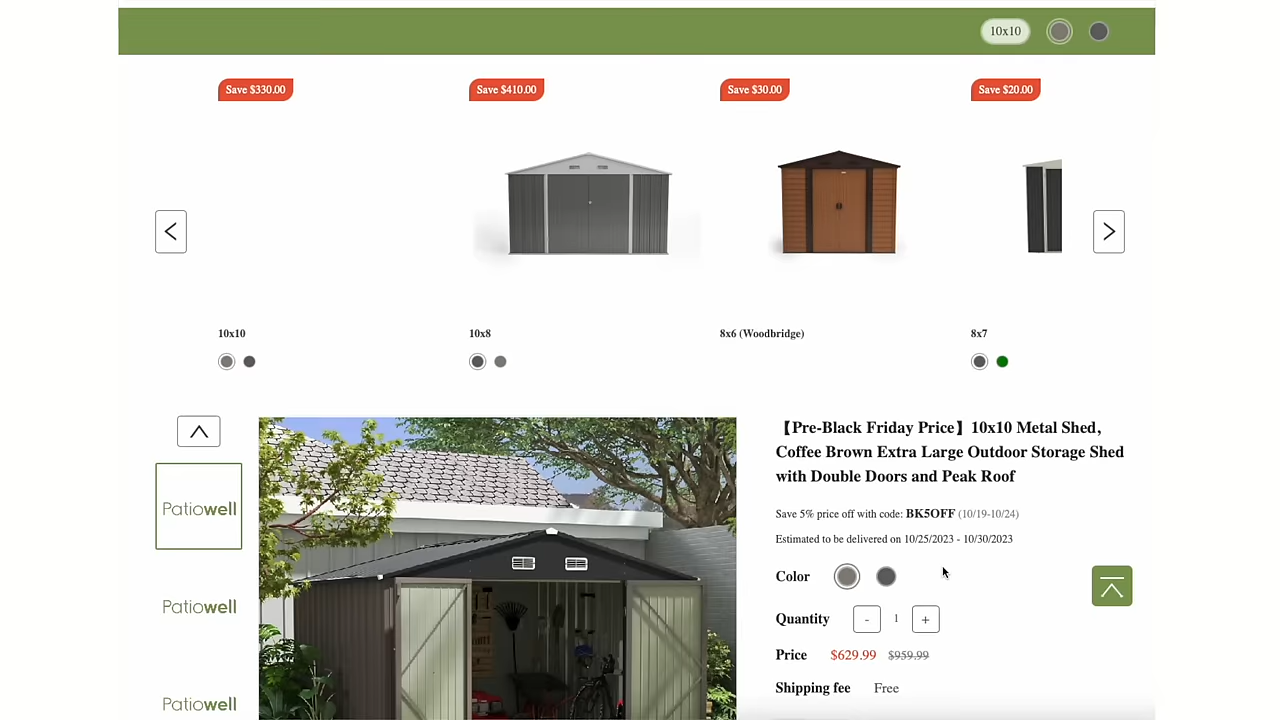 10x10
Save $330.00
Save $410.00
Save $30.00
Save $20.00
10x10
10x8
8x6 (Woodbridge)
8x7
【Pre-Black Friday Price】10x10 Metal Shed,
Coffee Brown Extra Large Outdoor Storage Shed
with Double Doors and Peak Roof
Save 5% price off with code: BK5OFF (10/19-10/24)
Estimated to be delivered on 10/25/2023 - 10/30/2023
Color
Quantity - 1 +
Price $629.99 $959.99
Shipping fee Free
Patiowell
Patiowell
Patiowell